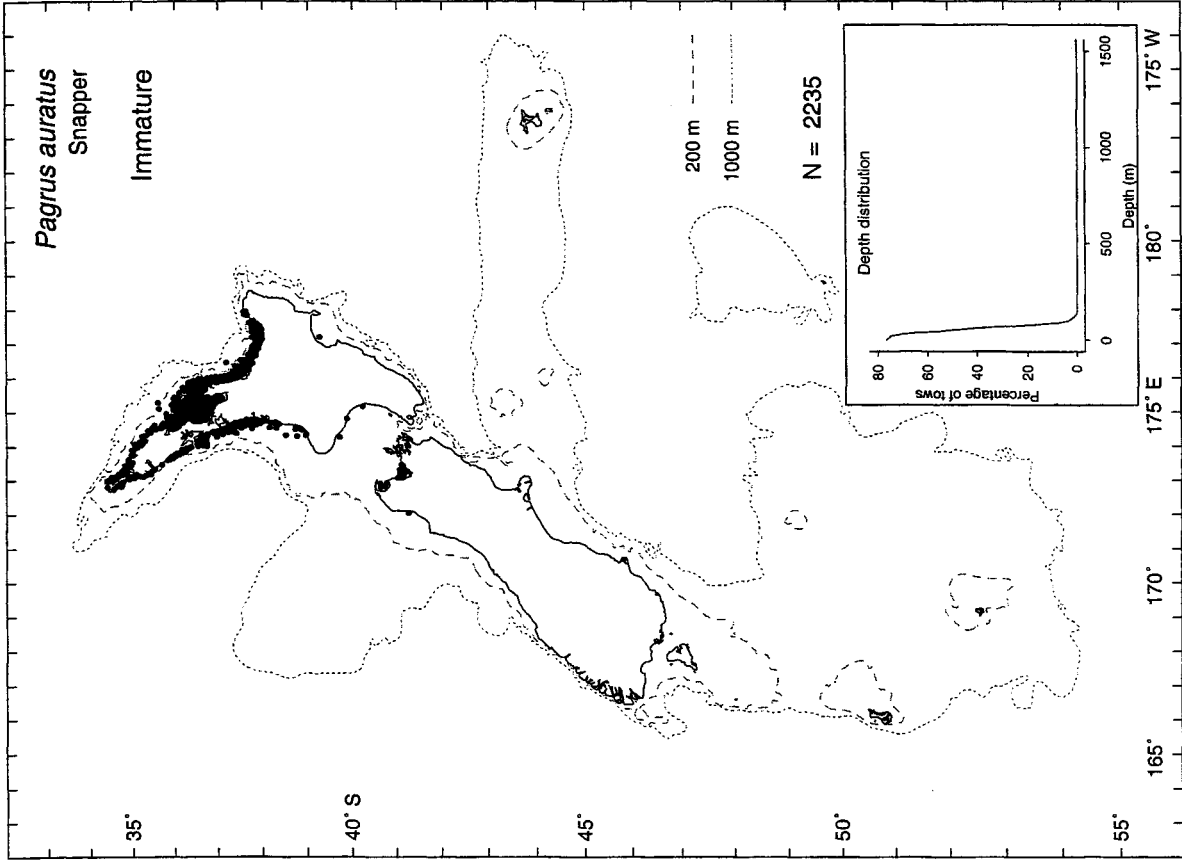 Pagrus auratus
Snapper
Immature
35°
40° S
45°
50°
55°
165°
170°
175° E
180°
175° W
200 m
1000 m
N = 2235
Depth distribution
Percentage of tows
80
60
40
20
0
0
500
1000
1500
Depth (m)